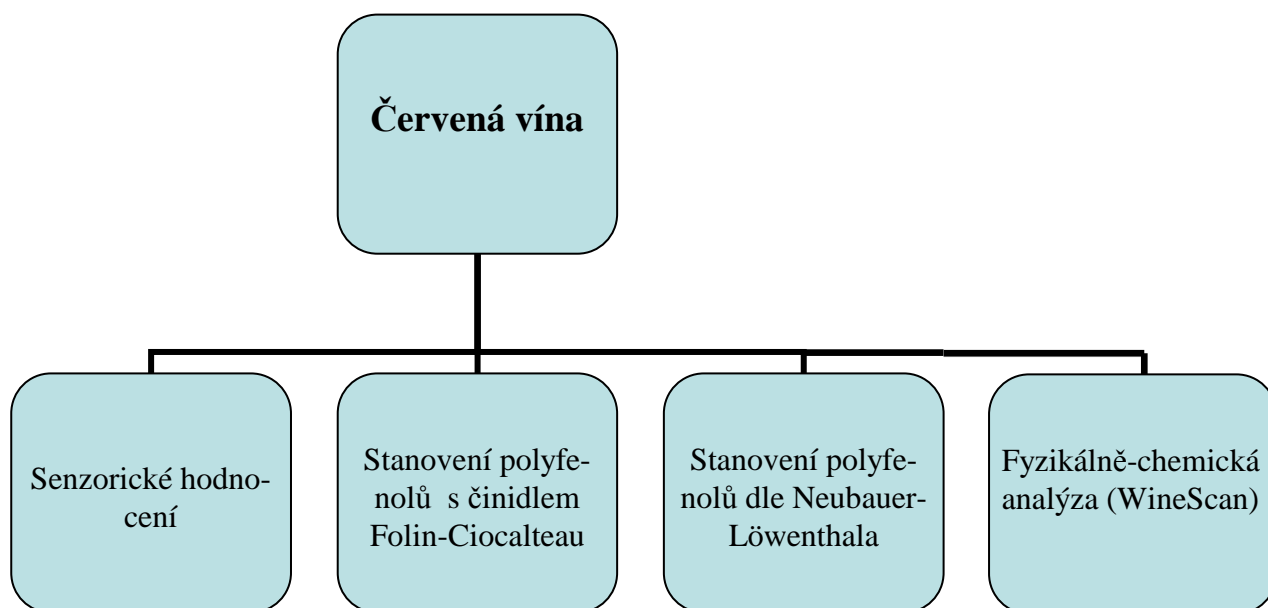 Červená vína
Senzorické hodno-
cení
Stanovení polyfe-
nolů s činidlem
Folin-Ciocalteau
Stanovení polyfe-
nolů dle Neubauer-
Löwenthala
Fyzikálně-chemická
analýza (WineScan)